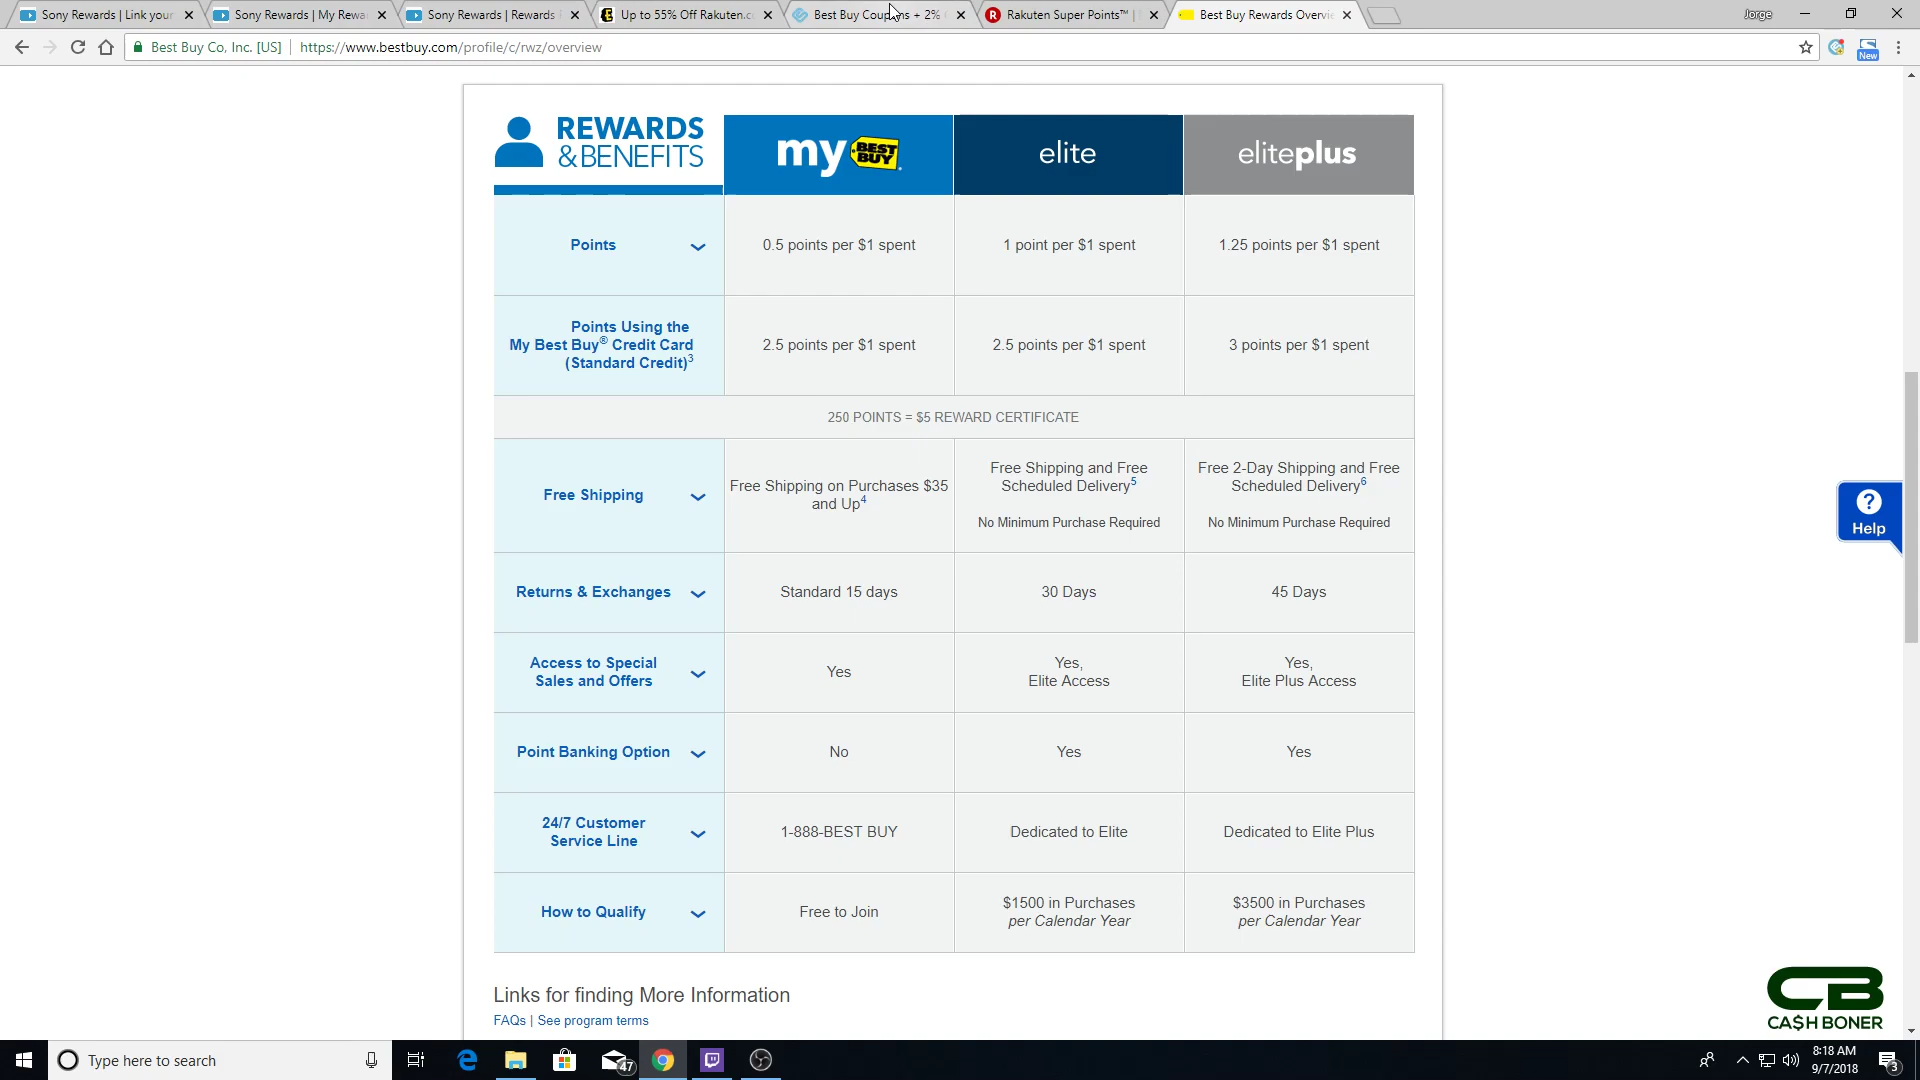 Sony Rewards | Link your
Sony Rewards | My Rewa
Sony Rewards | Rewards
Up to 55% Off Rakuten.c
Best Buy Coupons + 2%
Rakuten Super Points™ |
Best Buy Rewards Overvi
Jorge
Best Buy Co, Inc. [US]
https://www.bestbuy.com/profile/c/rwz/overview
New
REWARDS
&BENEFITS
my BEST BUY
elite
eliteplus
Points
0.5 points per $1 spent
1 point per $1 spent
1.25 points per $1 spent
Points Using the
My Best Buy® Credit Card
(Standard Credit)3
2.5 points per $1 spent
2.5 points per $1 spent
3 points per $1 spent
250 POINTS = $5 REWARD CERTIFICATE
Free Shipping
Free Shipping on Purchases $35
and Up4
Free Shipping and Free
Scheduled Delivery5
No Minimum Purchase Required
Free 2-Day Shipping and Free
Scheduled Delivery6
No Minimum Purchase Required
Help
Returns & Exchanges
Standard 15 days
30 Days
45 Days
Access to Special
Sales and Offers
Yes
Yes,
Elite Access
Yes,
Elite Plus Access
Point Banking Option
No
Yes
Yes
24/7 Customer
Service Line
1-888-BEST BUY
Dedicated to Elite
Dedicated to Elite Plus
How to Qualify
Free to Join
$1500 in Purchases
per Calendar Year
$3500 in Purchases
per Calendar Year
Links for finding More Information
FAQs | See program terms
CB
CA$H BONER
Type here to search
47
8:18 AM
9/7/2018
3